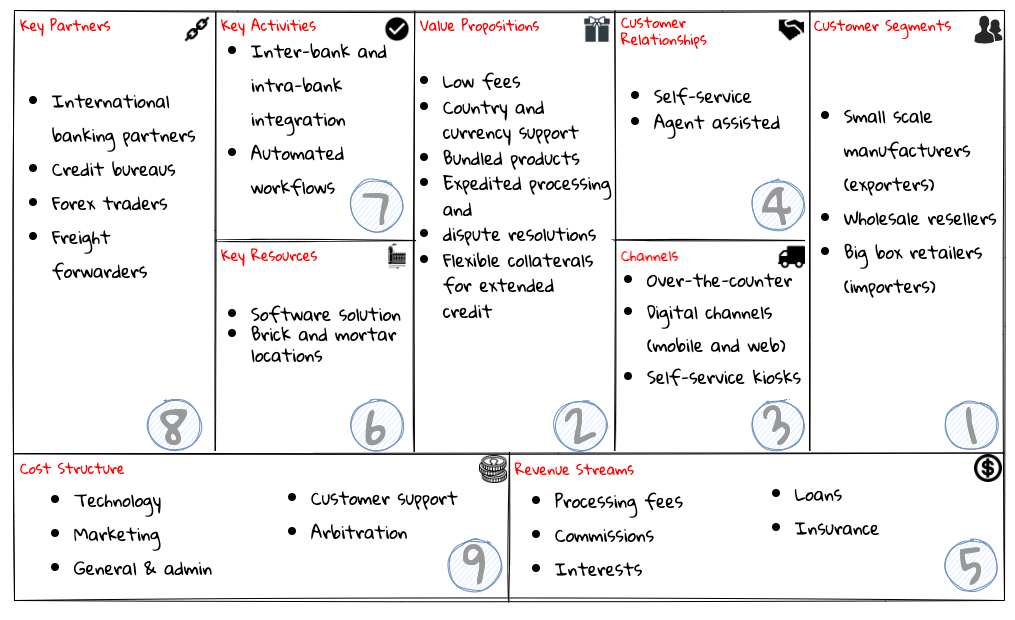 Key Partners
International
banking partners
Credit bureaus
Forex traders
Freight
forwarders
8
Key Activities
Inter-bank and
intra-bank
integration
Automated
workflows
7
Key Resources
Software solution
Brick and mortar
locations
6
Value Propositions
Low fees
Country and
currency support
Bundled products
Expedited processing
and
dispute resolutions
Flexible collaterals
for extended
credit
2
Customer
Relationships
Self-service
Agent assisted
4
Channels
Over-the-counter
Digital channels
(mobile and web)
Self-service kiosks
3
Customer Segments
Small scale
manufacturers
(exporters)
Wholesale resellers
Big box retailers
(importers)
1
Cost Structure
Technology
Marketing
General & admin
Customer support
Arbitration
9
Revenue Streams
$
Processing fees
Commissions
Interests
Loans
Insurance
5